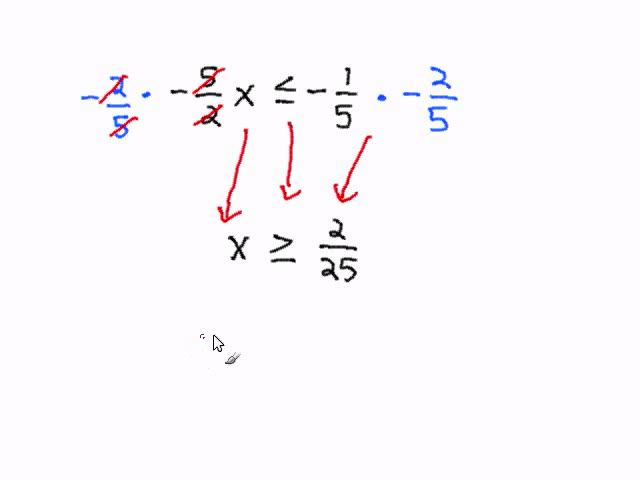 -2/5 · -5/2 x ≤ -1/5 · -2/5
x ≥ 2/25